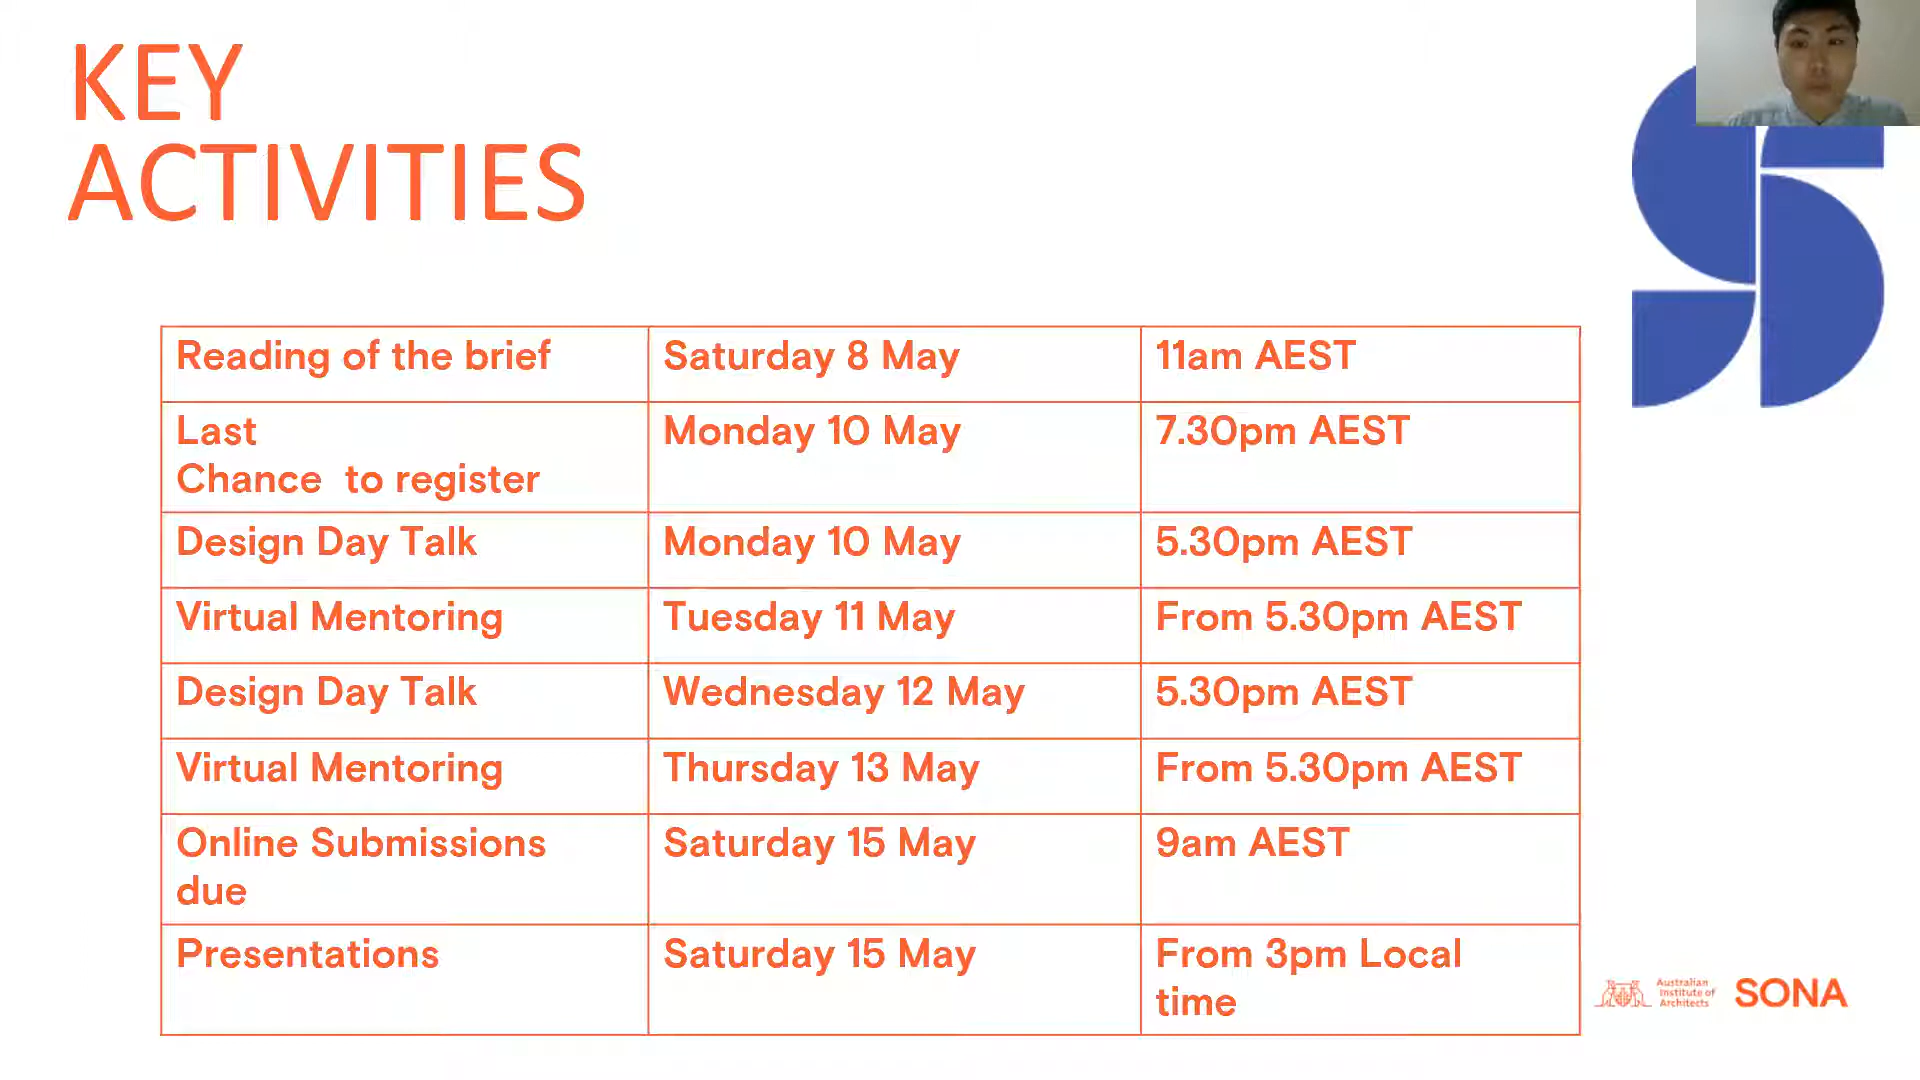 KEY
ACTIVITIES
Reading of the brief Saturday 8 May 11am AEST
Last
Chance  to register Monday 10 May 7.30pm AEST
Design Day Talk Monday 10 May 5.30pm AEST
Virtual Mentoring Tuesday 11 May From 5.30pm AEST
Design Day Talk Wednesday 12 May 5.30pm AEST
Virtual Mentoring Thursday 13 May From 5.30pm AEST
Online Submissions
due Saturday 15 May 9am AEST
Presentations Saturday 15 May From 3pm Local
time
Australian
Institute of
Architects
SONA